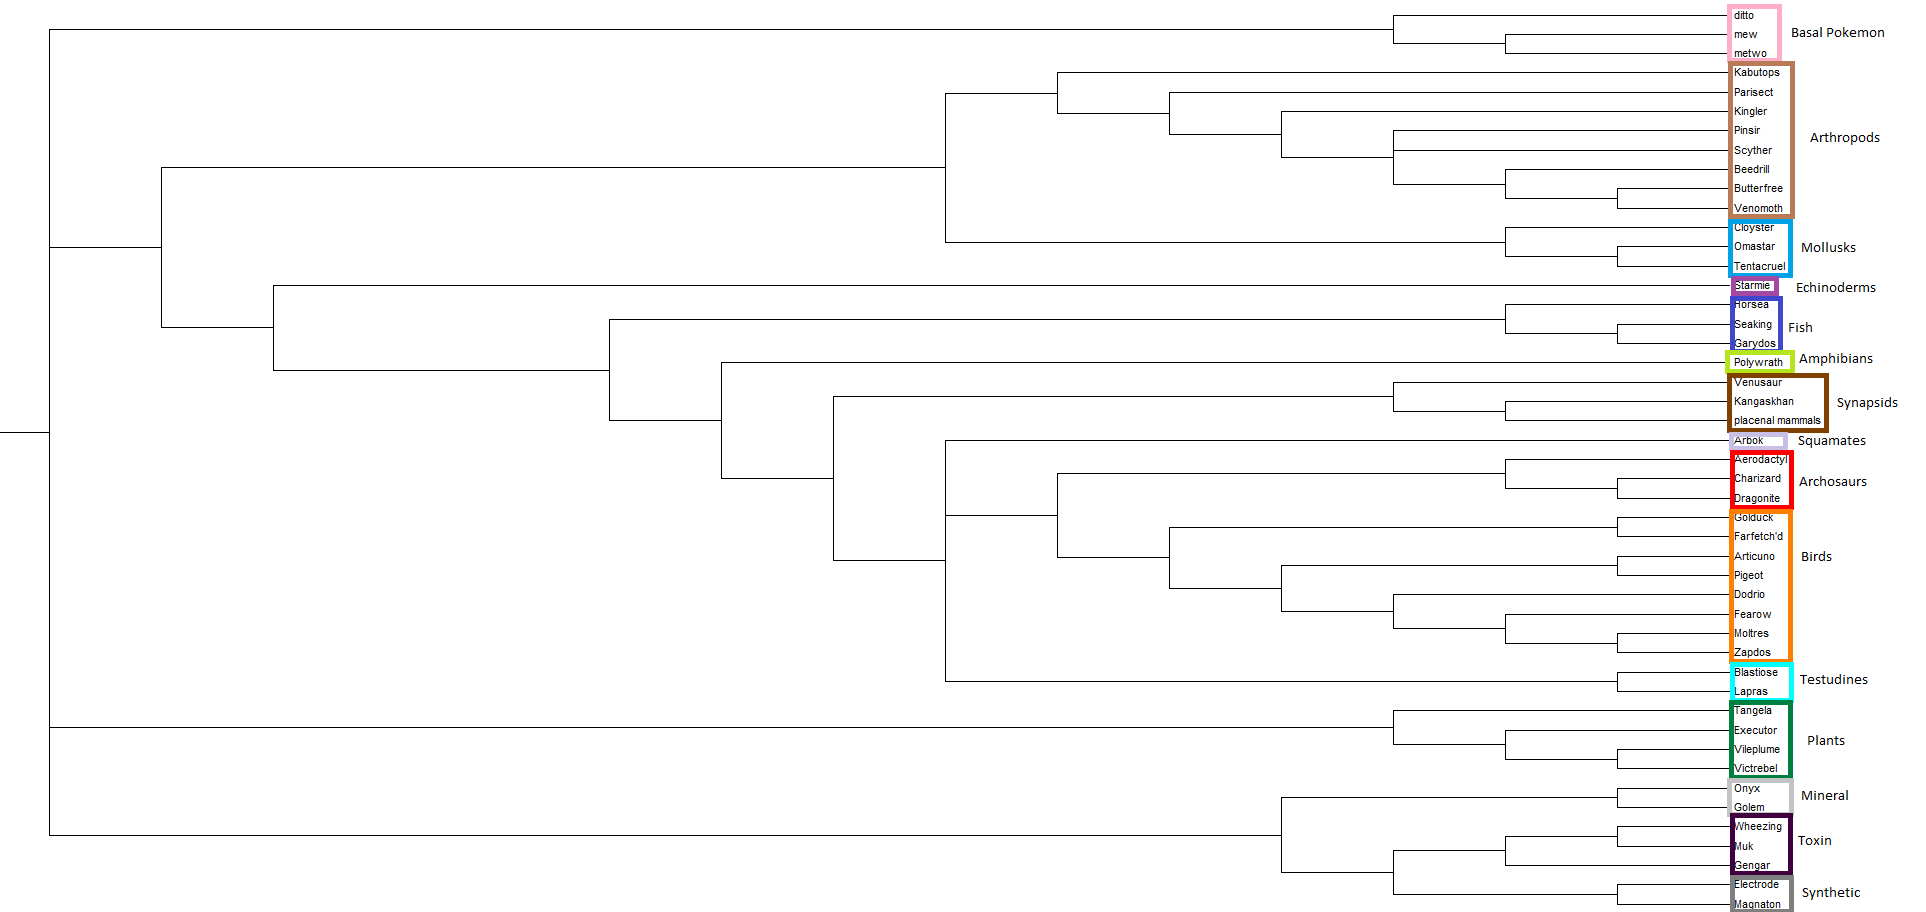 ditto
mew
metwo
Basal Pokemon
Kabutops
Parisect
Kingler
Pinsir
Scyther
Beedrill
Butterfree
Venomoth
Arthropods
Cloyster
Omastar
Tentacruel
Mollusks
Starmie
Echinoderms
Horsea
Seaking
Garydos
Fish
Polywrath
Amphibians
Venusaur
Kangaskhan
placenal mammals
Synapsids
Arbok
Squamates
Aerodactyl
Charizard
Dragonite
Archosaurs
Golduck
Farfetch'd
Articuno
Pigeot
Dodrio
Fearow
Moltres
Zapdos
Birds
Blastiose
Lapras
Testudines
Tangela
Executor
Vileplume
Victrebel
Plants
Onyx
Golem
Mineral
Wheezing
Muk
Gengar
Toxin
Electrode
Magnaton
Synthetic